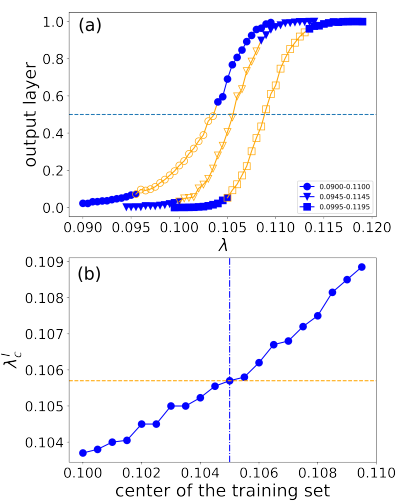 (a)
output layer
1.0
0.8
0.6
0.4
0.2
0.0
0.0900-0.1100
0.0945-0.1145
0.0995-0.1195
0.090 0.095 0.100 0.105 0.110 0.115 0.120
λ
(b)
λ_c^l
0.109
0.108
0.107
0.106
0.105
0.104
0.100 0.102 0.104 0.106 0.108 0.110
center of the training set